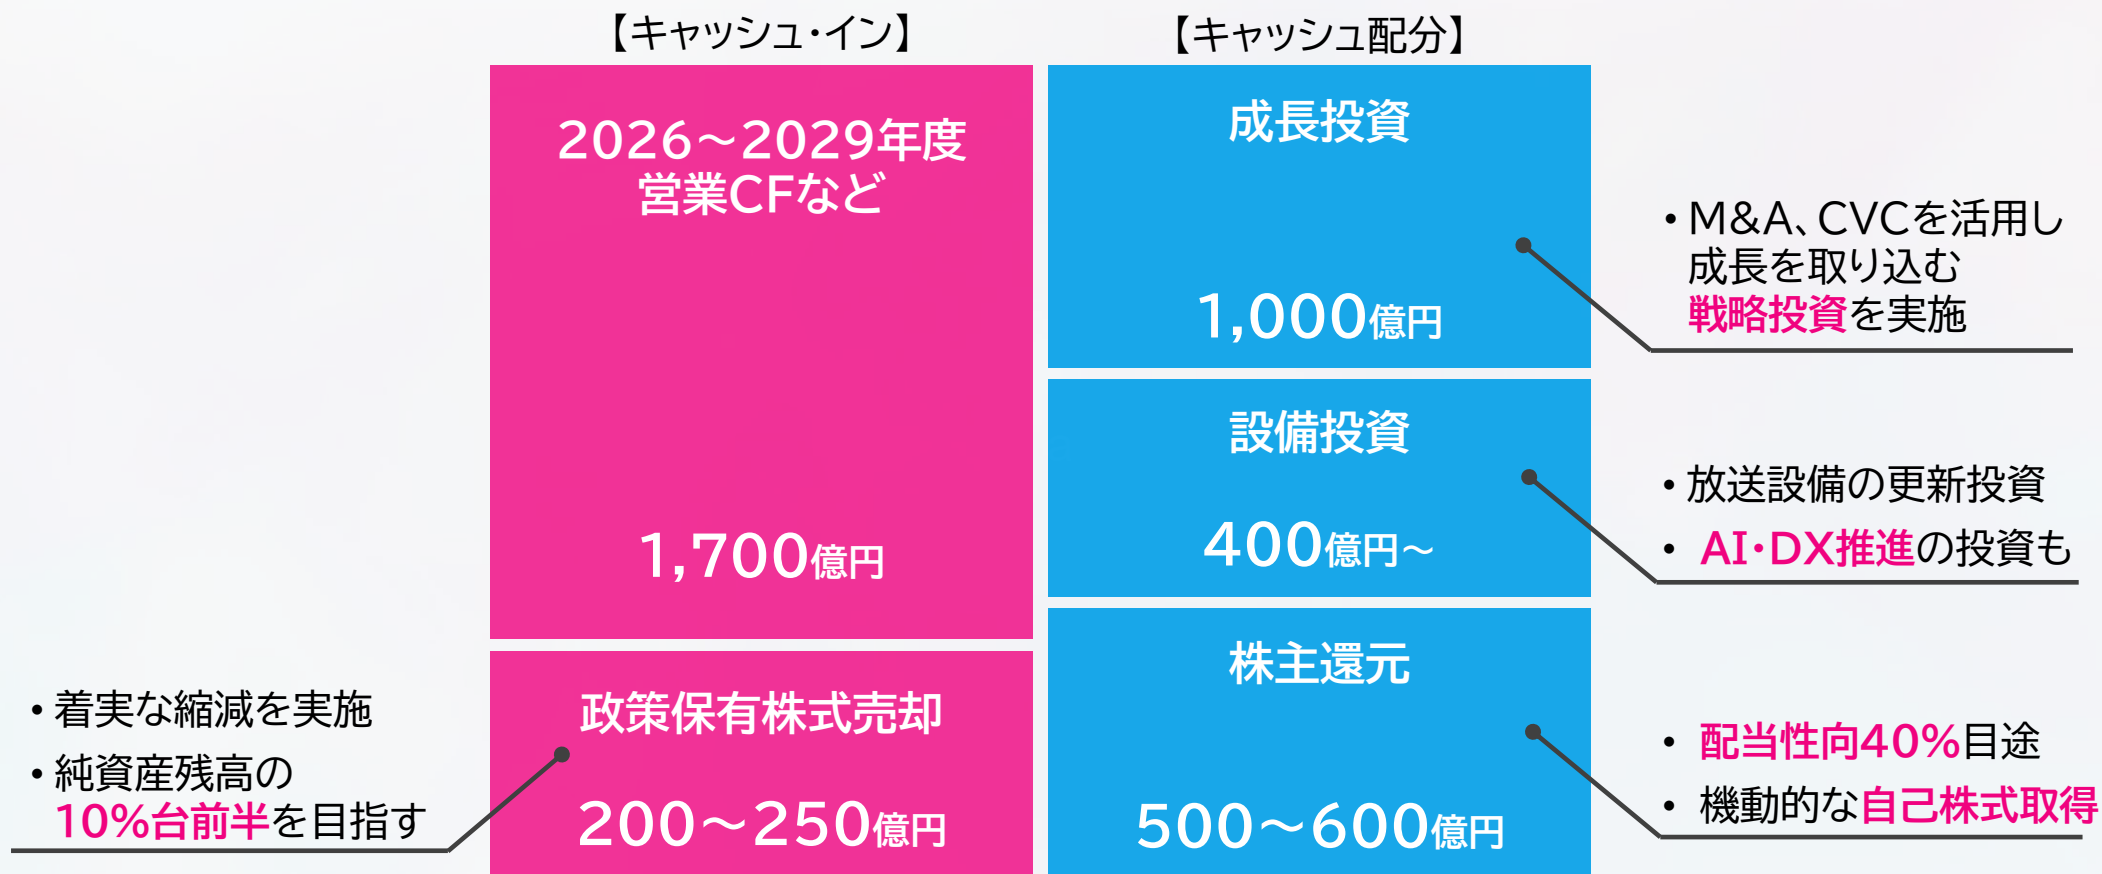 【キャッシュ・イン】
2026～2029年度
営業CFなど
1,700億円
政策保有株式売却
200～250億円
・着実な縮減を実施
・純資産残高の
10%台前半を目指す
【キャッシュ配分】
成長投資
1,000億円
・M&A、CVCを活用し
成長を取り込む
戦略投資を実施
設備投資
400億円～
・放送設備の更新投資
・AI・DX推進の投資も
株主還元
500～600億円
・配当性向40%目途
・機動的な自己株式取得